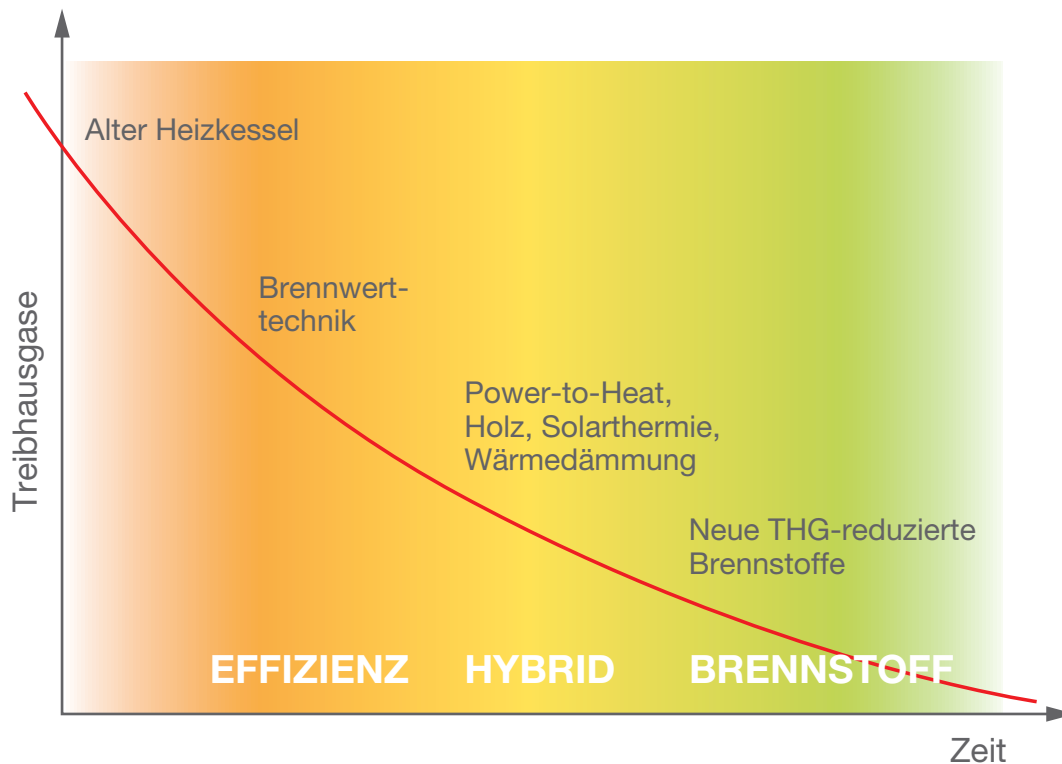 Alter Heizkessel
Brennwert-
technik
Treibhausgase
Power-to-Heat,
Holz, Solarthermie,
Wärmedämmung
Neue THG-reduzierte
Brennstoffe
EFFIZIENZ HYBRID BRENNSTOFF
Zeit